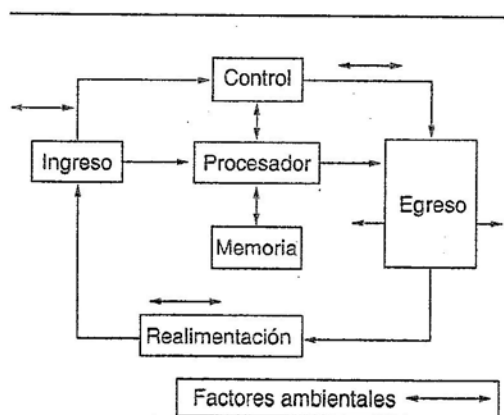 Control
Ingreso
Procesador
Egreso
Memoria
Realimentación
Factores ambientales